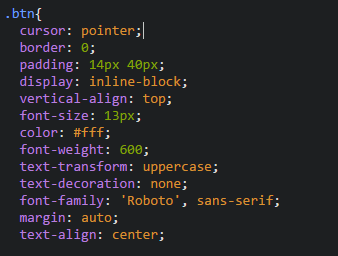 .btn{
cursor: pointer;
border: 0;
padding: 14px 40px;
display: inline-block;
vertical-align: top;
font-size: 13px;
color: #fff;
font-weight: 600;
text-transform: uppercase;
text-decoration: none;
font-family: 'Roboto', sans-serif;
margin: auto;
text-align: center;